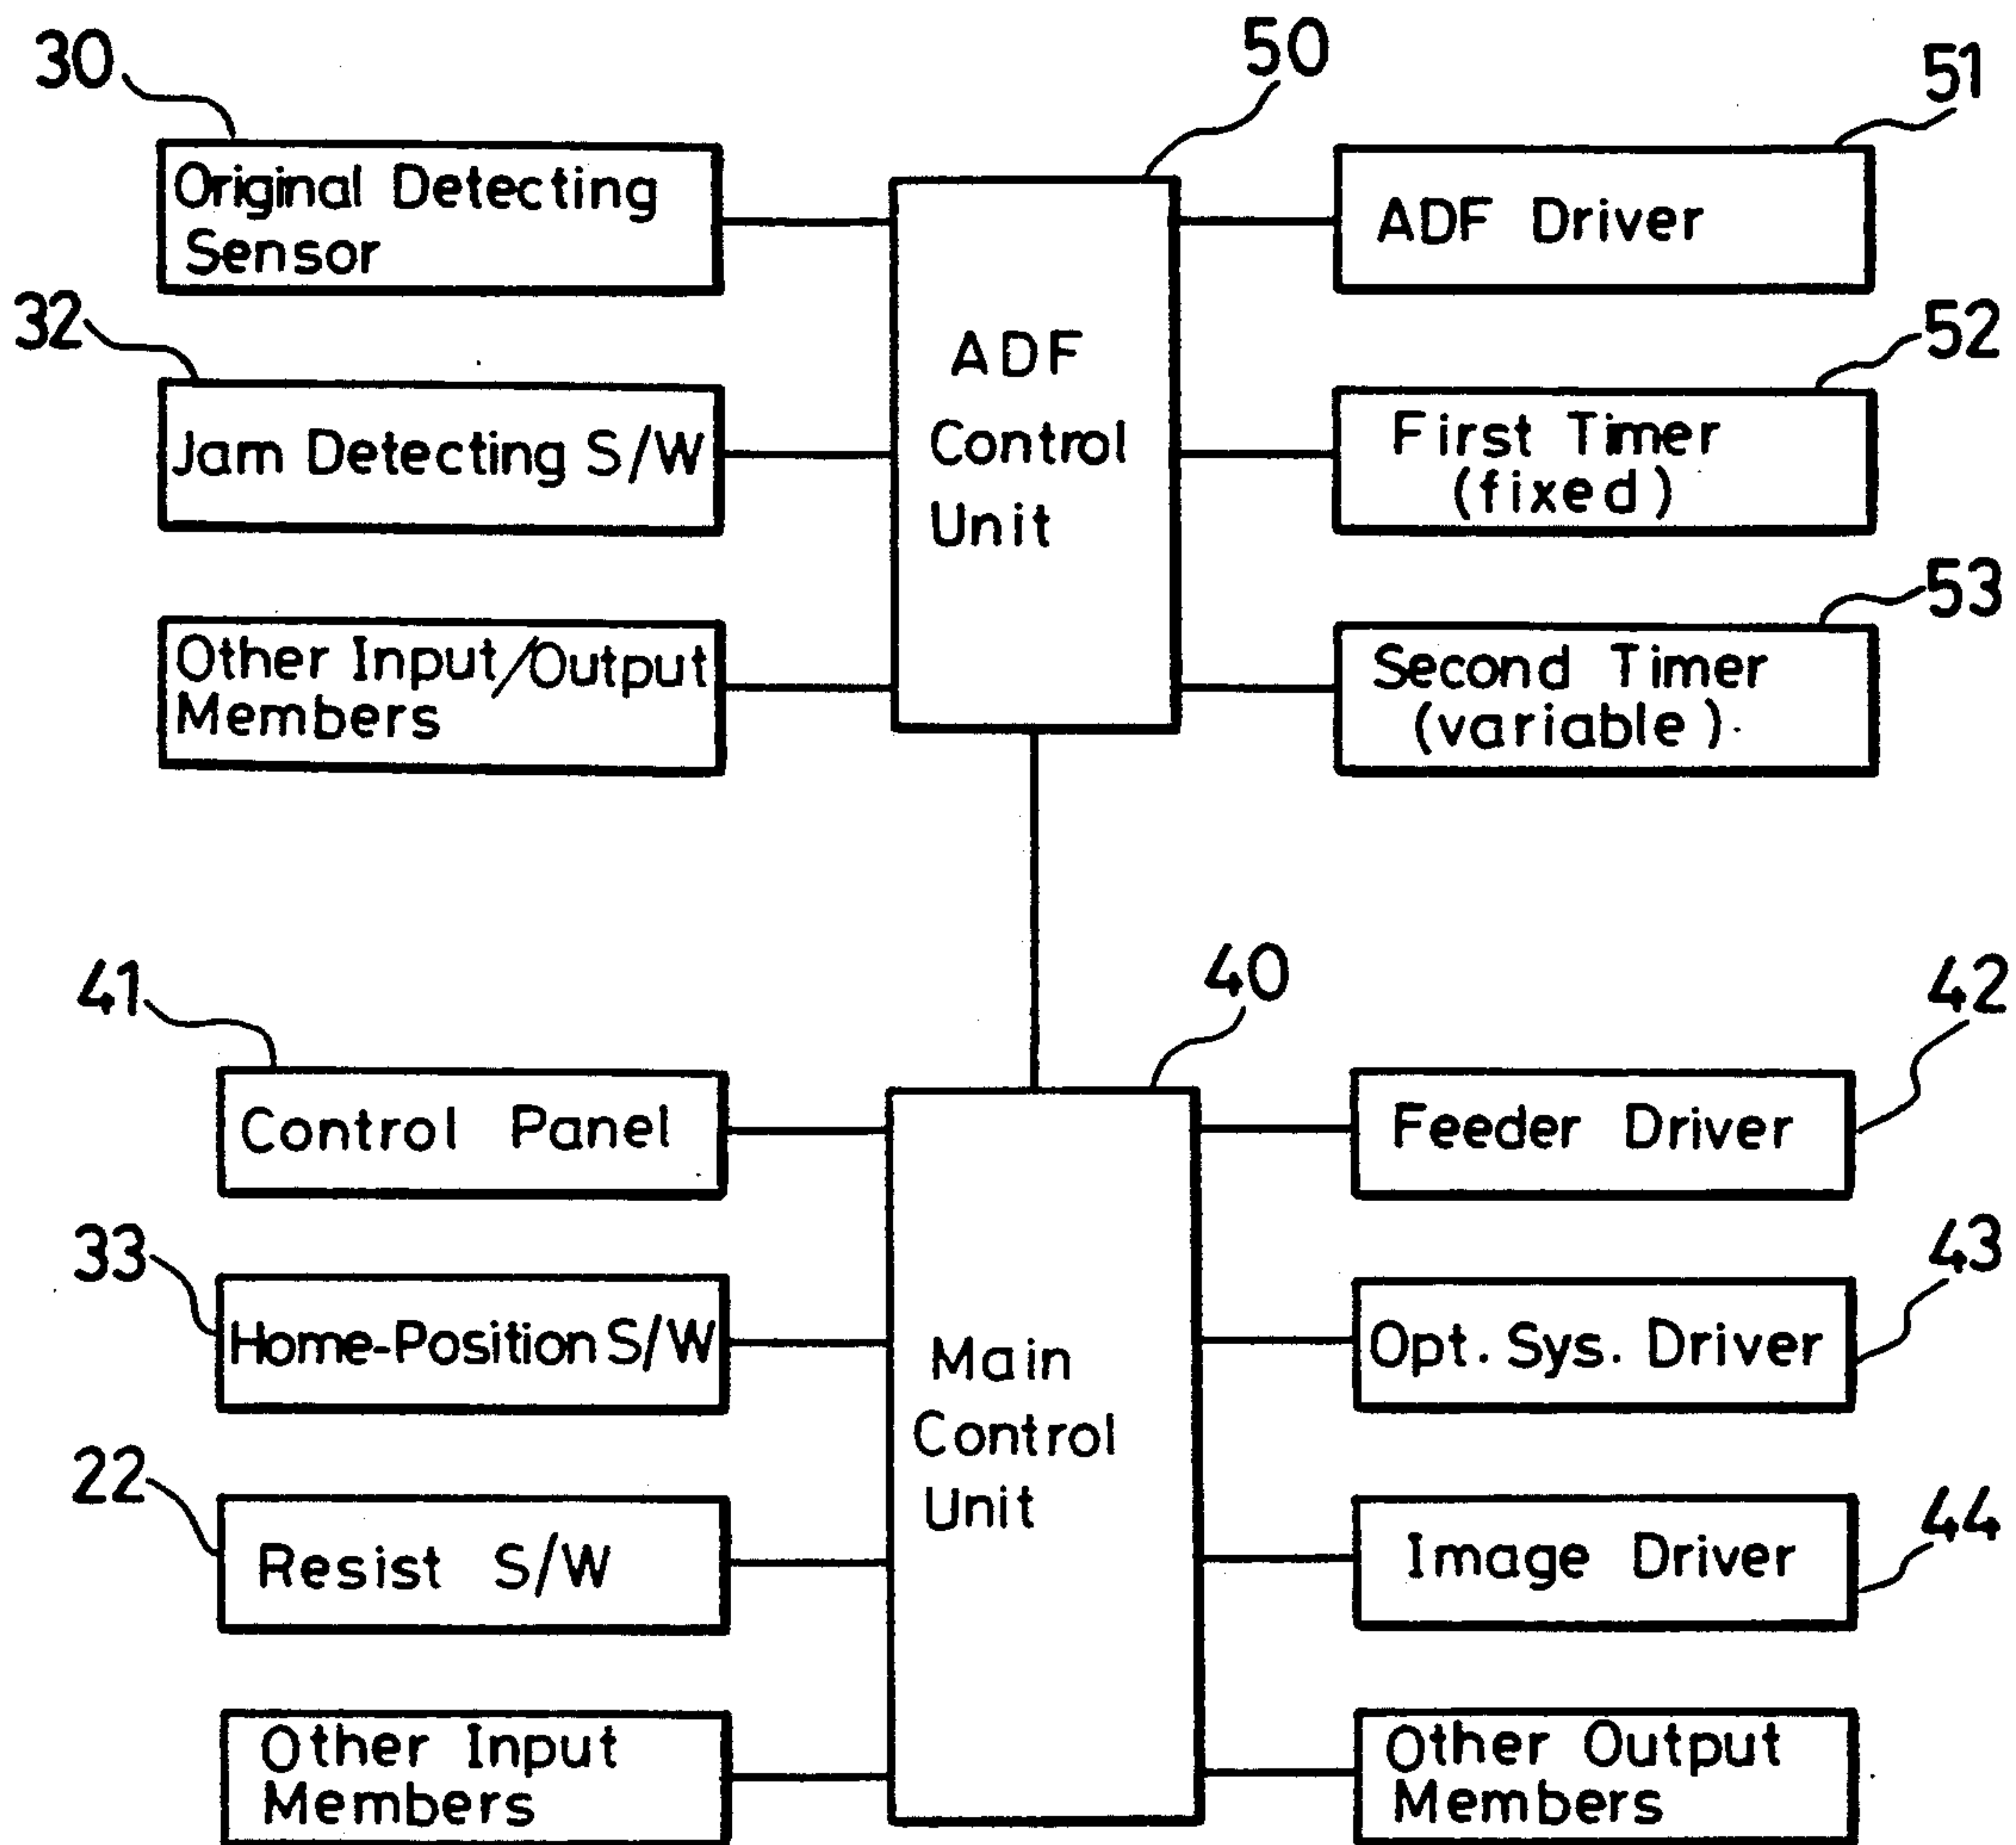 30
50
51
Original Detecting
Sensor
ADF Driver
32
ADF
Control
Unit
52
Jam Detecting S/W
First Timer
(fixed)
53
Other Input/Output
Members
Second Timer
(variable)
41
40
42
Control Panel
Feeder Driver
33
43
Home-Position S/W
Main
Control
Unit
Opt. Sys. Driver
22
44
Resist S/W
Image Driver
Other Input
Members
Other Output
Members